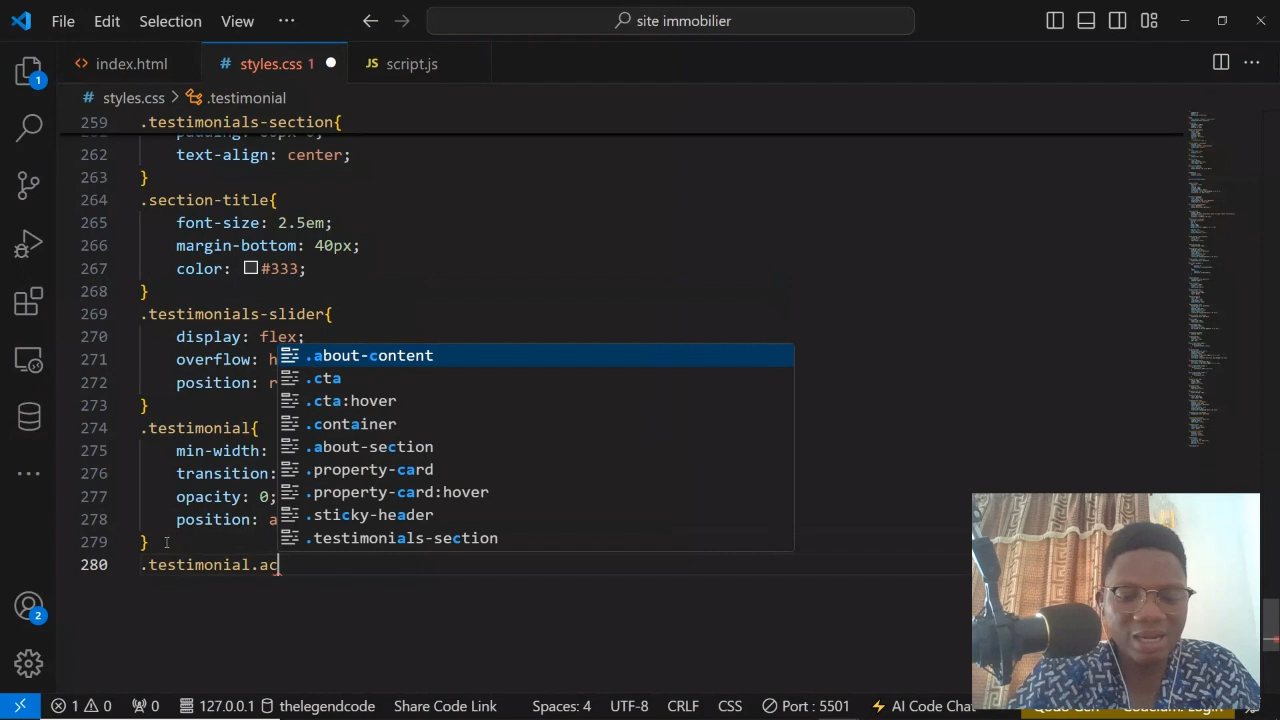 File Edit Selection View ··· site immobilier
index.html # styles.css 1 JS script.js
# styles.css > .testimonial
259 .testimonials-section{
262 text-align: center;
263 }
264 .section-title{
265 font-size: 2.5em;
266 margin-bottom: 40px;
267 color: #333;
268 }
269 .testimonials-slider{
270 display: flex;
271 overflow: h
272 position: r
273 }
274 .testimonial{
275 min-width:
276 transition:
277 opacity: 0;
278 position: a
279 }
280 .testimonial.ac
.about-content
.cta
.cta:hover
.container
.about-section
.property-card
.property-card:hover
.sticky-header
.testimonials-section
1
2
1 0 0 127.0.0.1 thelegendcode Share Code Link Spaces: 4 UTF-8 CRLF CSS Port : 5501 AI Code Chat